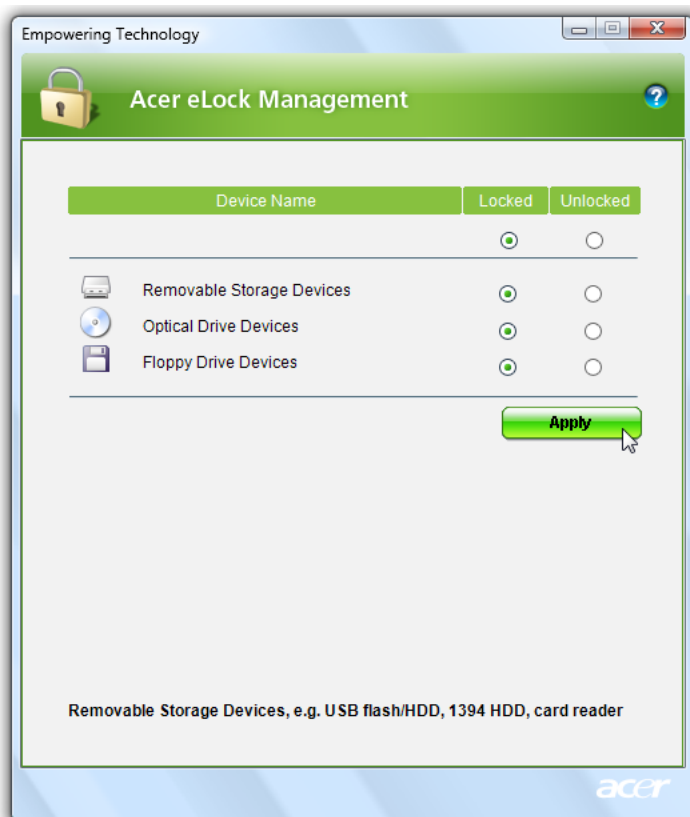 Empowering Technology
Acer eLock Management
Device Name Locked Unlocked
Removable Storage Devices
Optical Drive Devices
Floppy Drive Devices
Apply
Removable Storage Devices, e.g. USB flash/HDD, 1394 HDD, card reader
acer